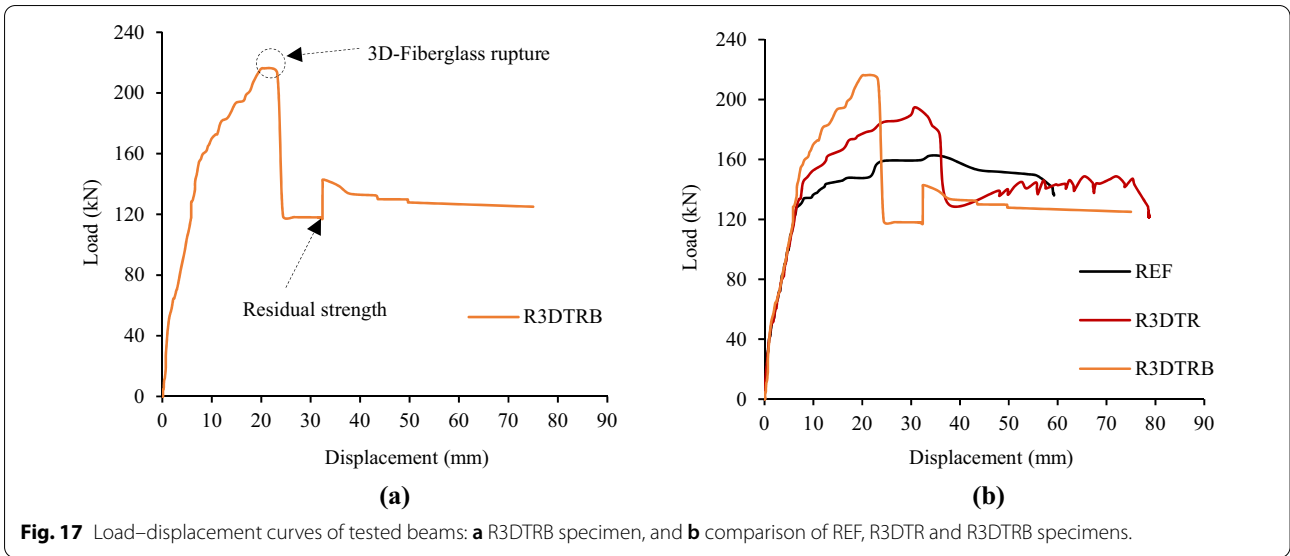 240
200
160
120
80
40
0
Load (kN)
3D-Fiberglass rupture
Residual strength
R3DTRB
0 10 20 30 40 50 60 70 80 90
Displacement (mm)
(a)
240
200
160
120
80
40
0
Load (kN)
REF
R3DTR
R3DTRB
0 10 20 30 40 50 60 70 80 90
Displacement (mm)
(b)
Fig. 17 Load–displacement curves of tested beams: a R3DTRB specimen, and b comparison of REF, R3DTR and R3DTRB specimens.